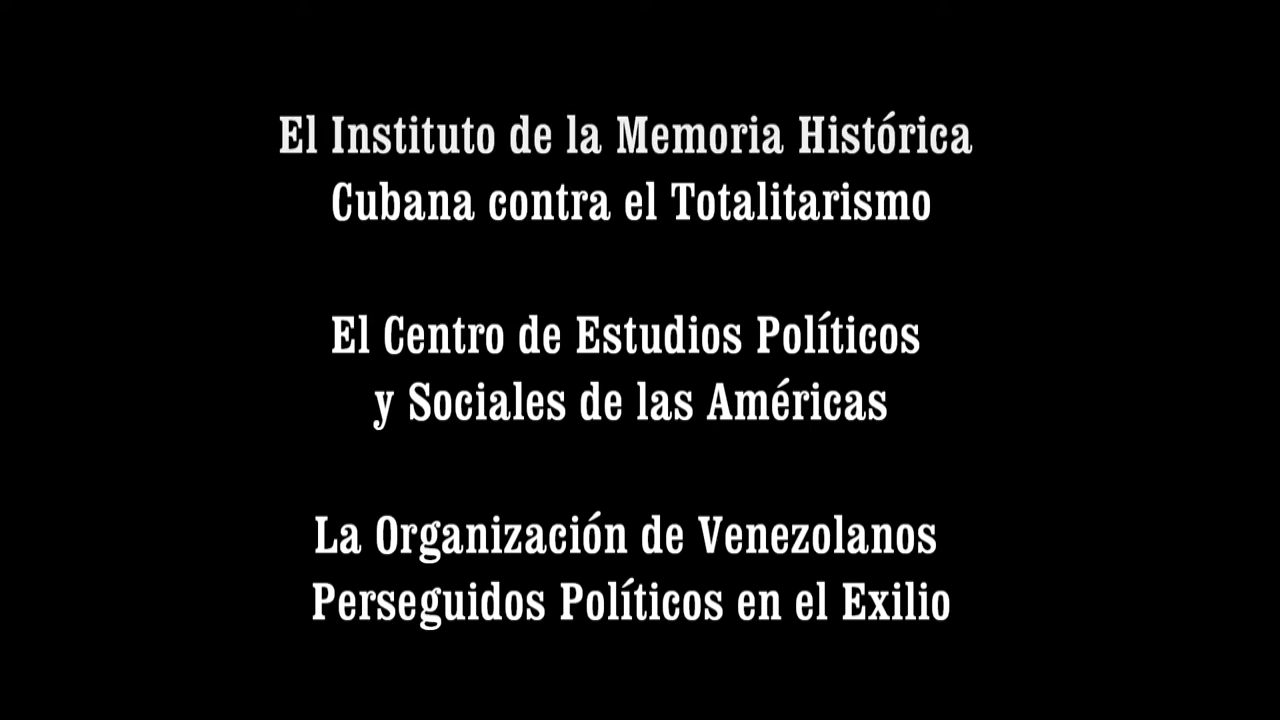 El Instituto de la Memoria Histórica
Cubana contra el Totalitarismo
El Centro de Estudios Políticos
y Sociales de las Américas
La Organización de Venezolanos
Perseguidos Políticos en el Exilio